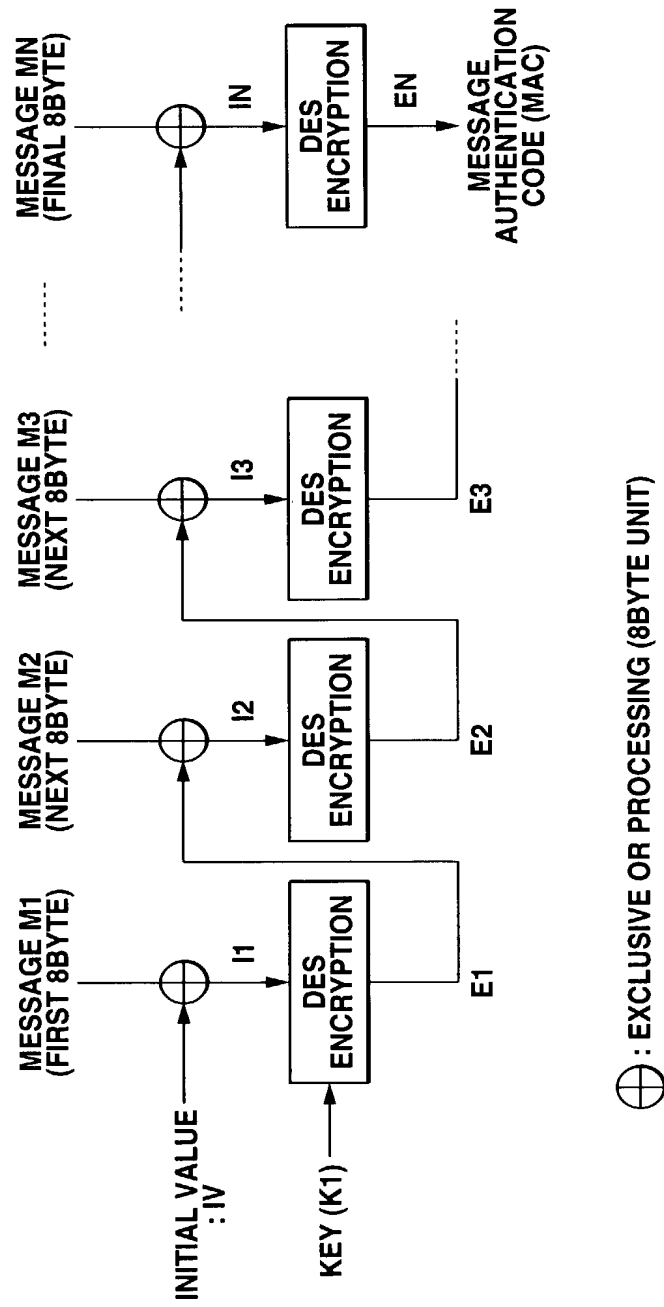 MESSAGE M1
(FIRST 8BYTE)
MESSAGE M2
(NEXT 8BYTE)
MESSAGE M3
(NEXT 8BYTE)
MESSAGE MN
(FINAL 8BYTE)
INITIAL VALUE
: IV
I1
I2
I3
IN
KEY (K1)
DES
ENCRYPTION
DES
ENCRYPTION
DES
ENCRYPTION
DES
ENCRYPTION
E1
E2
E3
EN
MESSAGE
AUTHENTICATION
CODE (MAC)
: EXCLUSIVE OR PROCESSING (8BYTE UNIT)